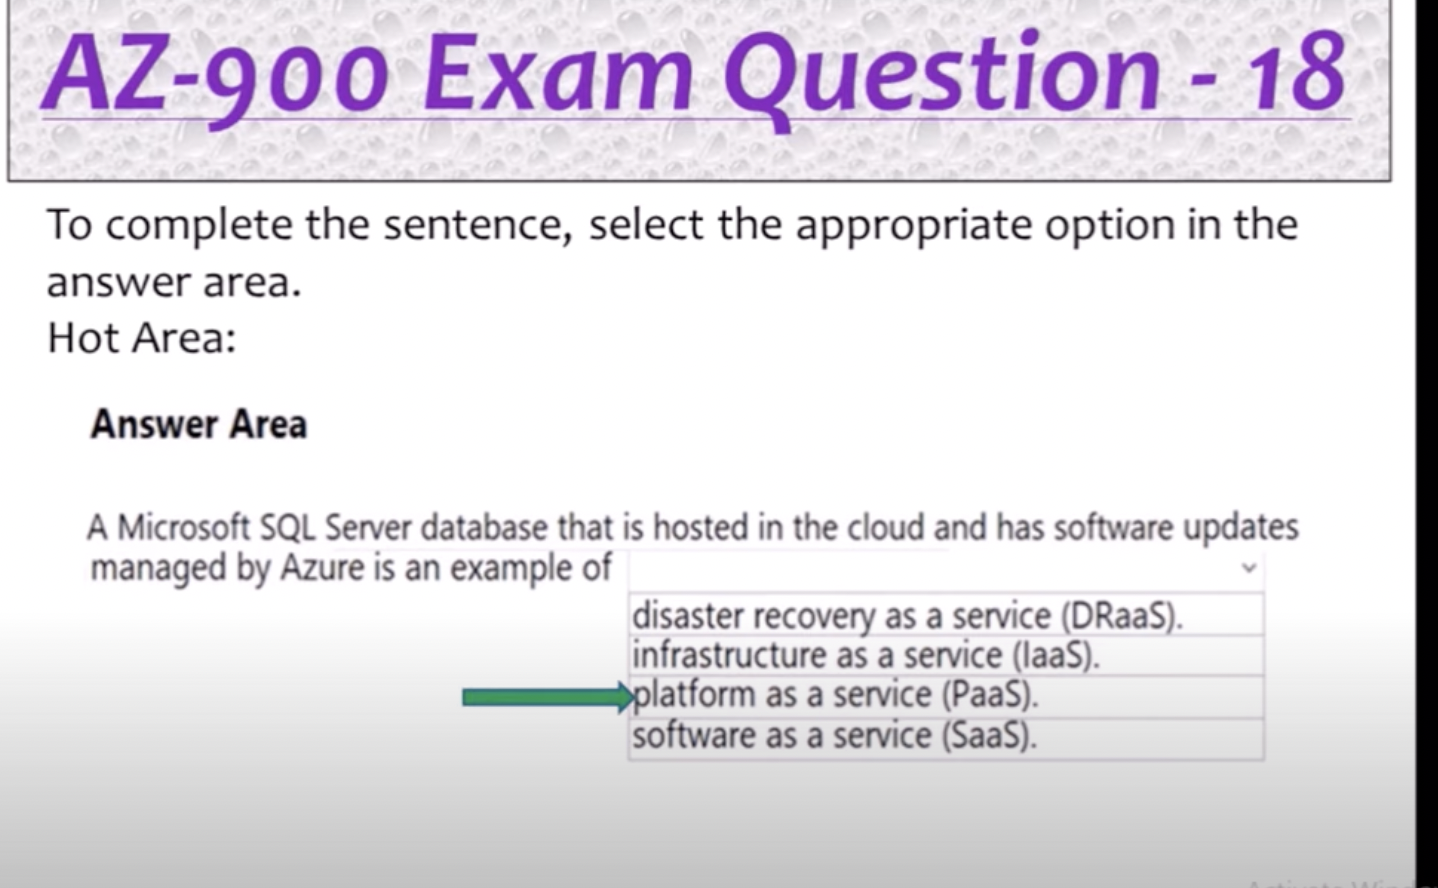 AZ-900 Exam Question - 18
To complete the sentence, select the appropriate option in the
answer area.
Hot Area:
Answer Area
A Microsoft SQL Server database that is hosted in the cloud and has software updates
managed by Azure is an example of
disaster recovery as a service (DRaaS).
infrastructure as a service (IaaS).
platform as a service (PaaS).
software as a service (SaaS).